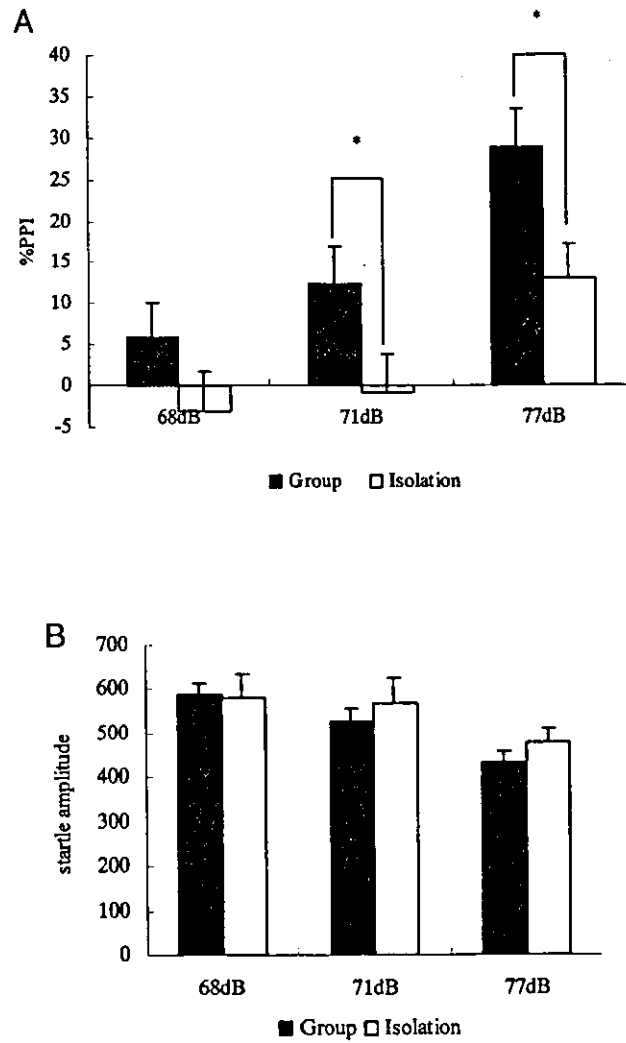 A
40
35
30
25
20
15
10
5
0
-5
%PPI
*
*
68dB
71dB
77dB
Group
Isolation
B
700
600
500
400
300
200
100
0
startle amplitude
68dB
71dB
77dB
Group
Isolation